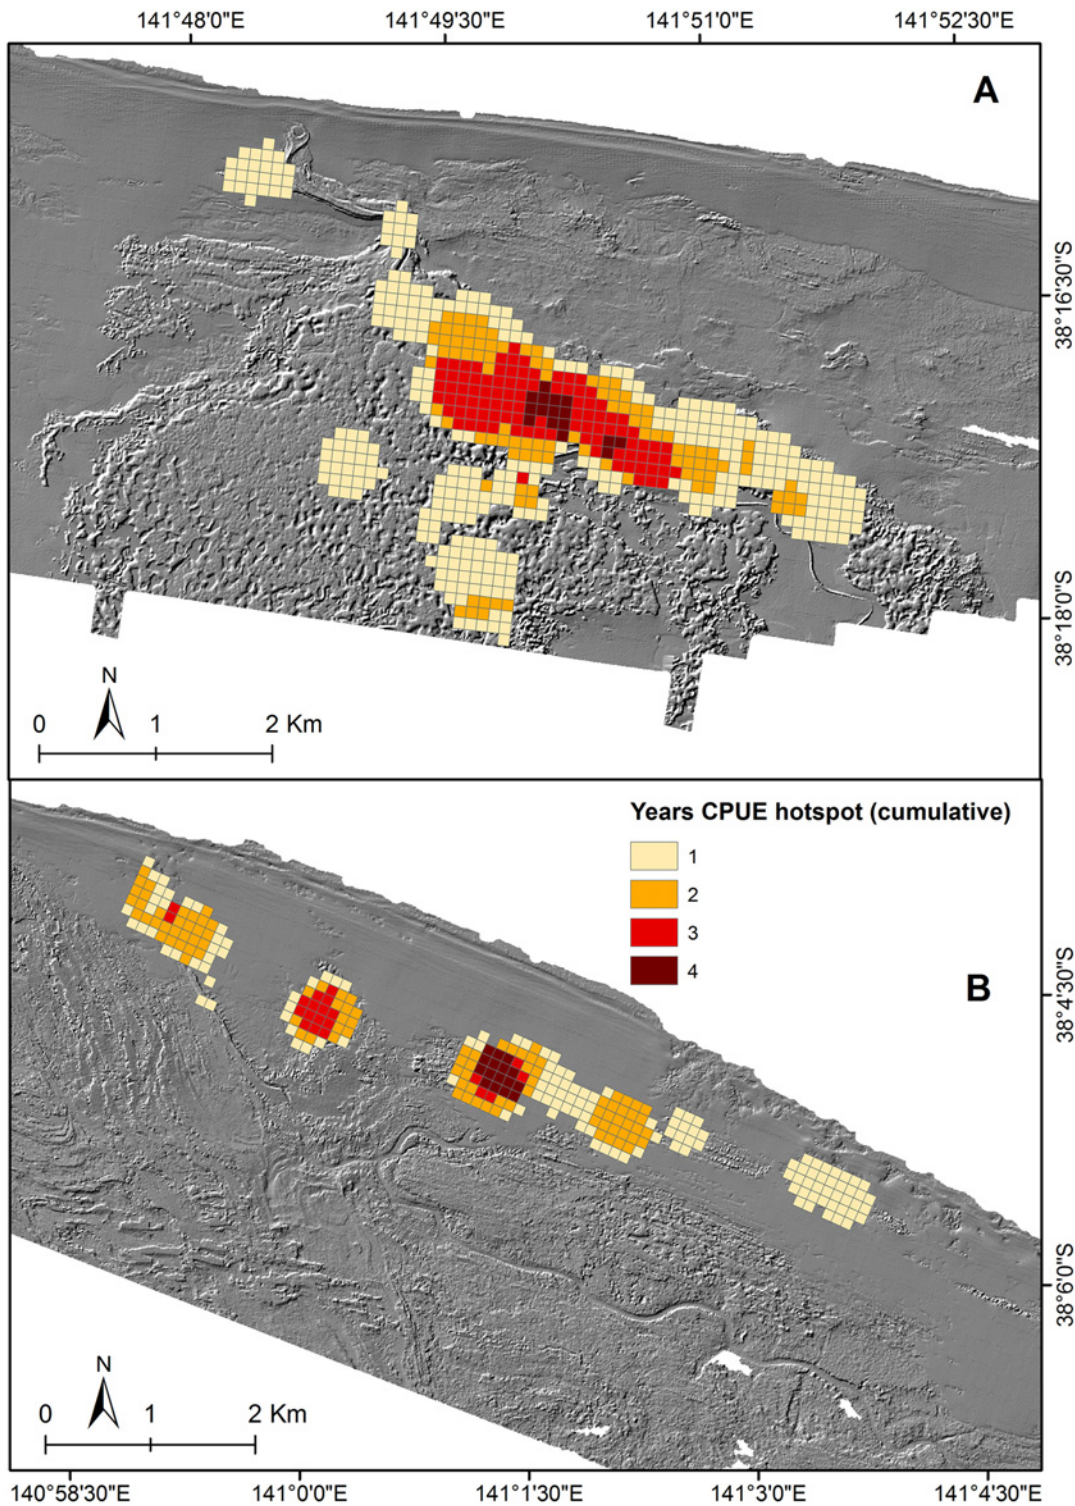 141°48'0"E 141°49'30"E 141°51'0"E 141°52'30"E
A
38°16'30"S
38°18'0"S
N
0 1 2 Km
Years CPUE hotspot (cumulative)
1
2
3
4
B
38°4'30"S
38°6'0"S
N
0 1 2 Km
140°58'30"E 141°0'0"E 141°1'30"E 141°3'0"E 141°4'30"E